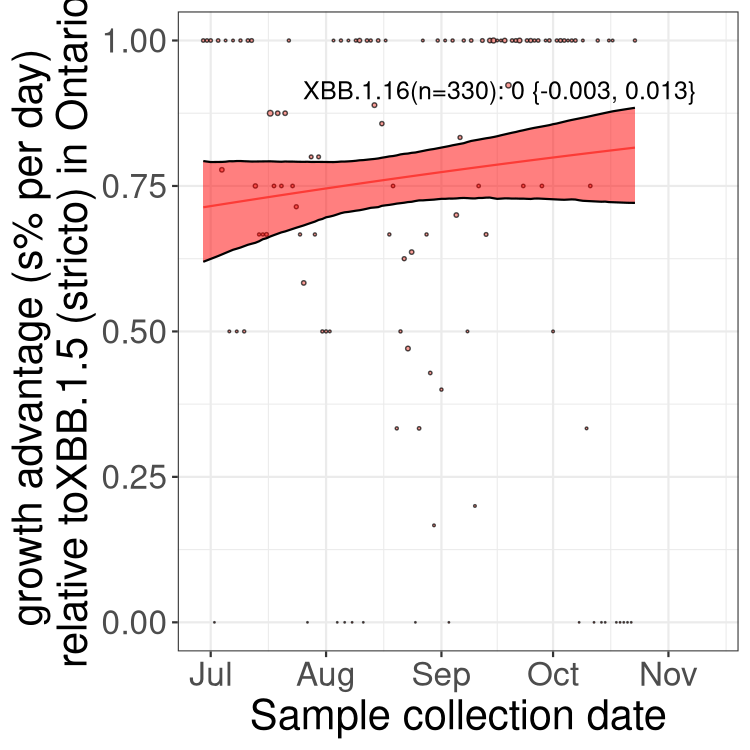 growth advantage (s% per day)
relative toXBB.1.5 (stricto) in Ontario
1.00
0.75
0.50
0.25
0.00
XBB.1.16(n=330): 0 {-0.003, 0.013}
Jul Aug Sep Oct Nov
Sample collection date